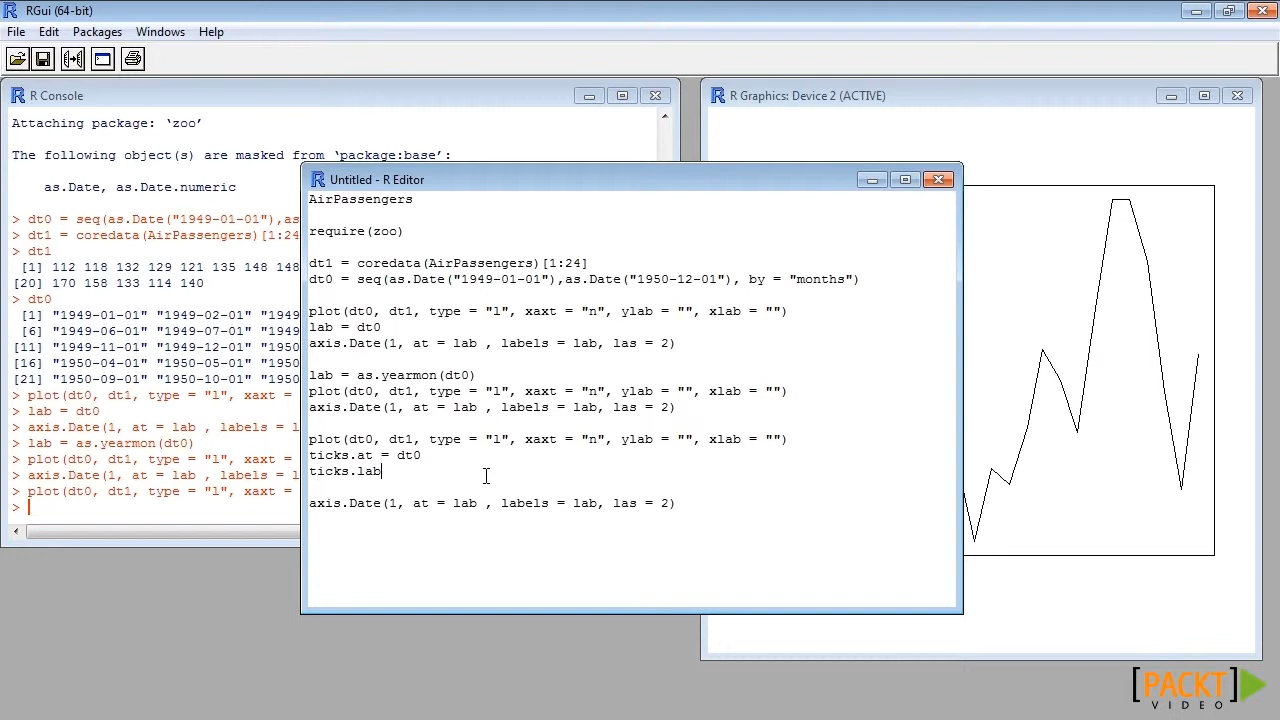 RGui (64-bit)
File Edit Packages Windows Help
R Console
Attaching package: ‘zoo’
The following object(s) are masked from ‘package:base’:
as.Date, as.Date.numeric
> dt0 = seq(as.Date("1949-01-01"),as
> dt1 = coredata(AirPassengers)[1:24
> dt1
[1] 112 118 132 129 121 135 148 148
[20] 170 158 133 114 140
> dt0
[1] "1949-01-01" "1949-02-01" "1949
[6] "1949-06-01" "1949-07-01" "1949
[11] "1949-11-01" "1949-12-01" "1950
[16] "1950-04-01" "1950-05-01" "1950
[21] "1950-09-01" "1950-10-01" "1950
> plot(dt0, dt1, type = "l", xaxt =
> lab = dt0
> axis.Date(1, at = lab , labels = l
> lab = as.yearmon(dt0)
> plot(dt0, dt1, type = "l", xaxt =
> axis.Date(1, at = lab , labels = l
> plot(dt0, dt1, type = "l", xaxt =
>
Untitled - R Editor
AirPassengers
require(zoo)
dt1 = coredata(AirPassengers)[1:24]
dt0 = seq(as.Date("1949-01-01"),as.Date("1950-12-01"), by = "months")
plot(dt0, dt1, type = "l", xaxt = "n", ylab = "", xlab = "")
lab = dt0
axis.Date(1, at = lab , labels = lab, las = 2)
lab = as.yearmon(dt0)
plot(dt0, dt1, type = "l", xaxt = "n", ylab = "", xlab = "")
axis.Date(1, at = lab , labels = lab, las = 2)
plot(dt0, dt1, type = "l", xaxt = "n", ylab = "", xlab = "")
ticks.at = dt0
ticks.lab
axis.Date(1, at = lab , labels = lab, las = 2)
R Graphics: Device 2 (ACTIVE)
[PACKT]
VIDEO